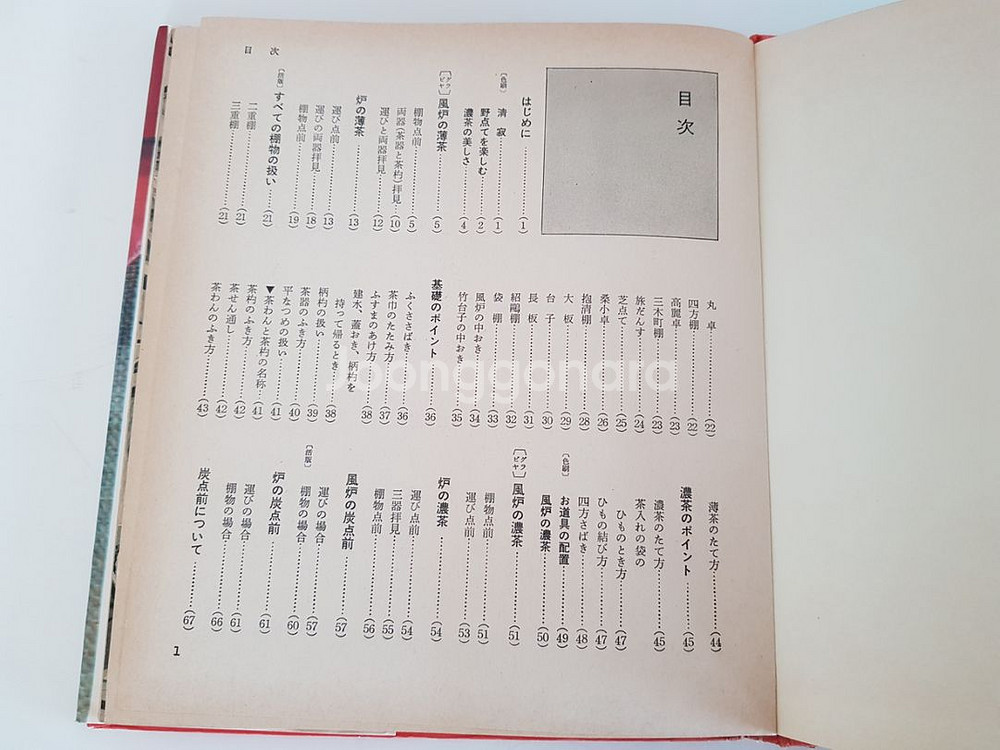 目次
目次
はじめに……(1)
〔色刷〕
清寂……(1)
野点てを楽しむ……(2)
濃茶の美しさ……(4)
〔グラビヤ〕
風炉の薄茶……(5)
棚物点前……(5)
両器(茶器と茶杓)拝見…(10)
運びと両器拝見……(12)
炉の薄茶……(13)
運び点前……(13)
運びの両器拝見……(18)
棚物点前……(19)
〔活版〕
すべての棚物の扱い……(21)
二重棚……(21)
三重棚……(21)
丸卓……(22)
四方棚……(22)
高麗卓……(23)
三木町棚……(23)
旅だんす……(24)
芝点て……(25)
桑小卓……(26)
抱清棚……(28)
大板……(29)
台子……(30)
長板……(31)
紹鷗棚……(32)
袋棚……(33)
風炉の中おき……(34)
竹台子の中おき……(35)
基礎のポイント……(36)
ふくささばき……(36)
茶巾のたたみ方……(37)
ふすまのあけ方……(38)
建水、蓋おき、柄杓を
持って帰るとき……(38)
柄杓の扱い……(39)
茶器のふき方……(40)
平なつめの扱い……(41)
▼茶わんと茶杓の名称……(41)
茶杓のふき方……(42)
茶せん通し……(42)
茶わんのふき方……(43)
薄茶のたて方……(44)
濃茶のポイント……(45)
濃茶のたて方……(45)
茶入れの袋の
ひものとき方……(47)
ひもの結び方……(47)
四方さばき……(48)
〔色刷〕
お道具の配置……(49)
風炉の濃茶……(50)
〔グラビヤ〕
風炉の濃茶……(51)
棚物点前……(51)
運び点前……(53)
炉の濃茶……(54)
運び点前……(54)
三器拝見……(55)
棚物点前……(56)
風炉の炭点前……(57)
運びの場合……(57)
〔活版〕
棚物の場合……(60)
炉の炭点前……(61)
運びの場合……(61)
棚物の場合……(66)
炭点前について……(67)
1
Joonggonara